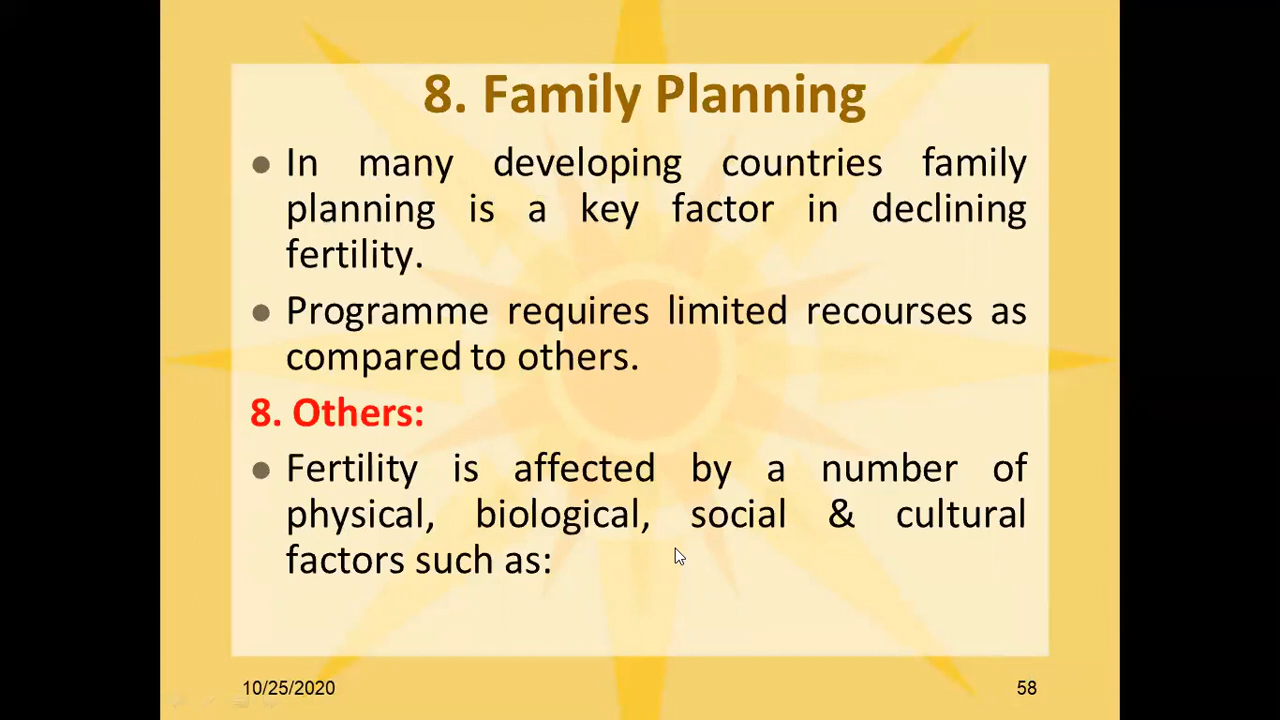 8. Family Planning
In many developing countries family
planning is a key factor in declining
fertility.
Programme requires limited recourses as
compared to others.
8. Others:
Fertility is affected by a number of
physical, biological, social & cultural
factors such as:
10/25/2020
58